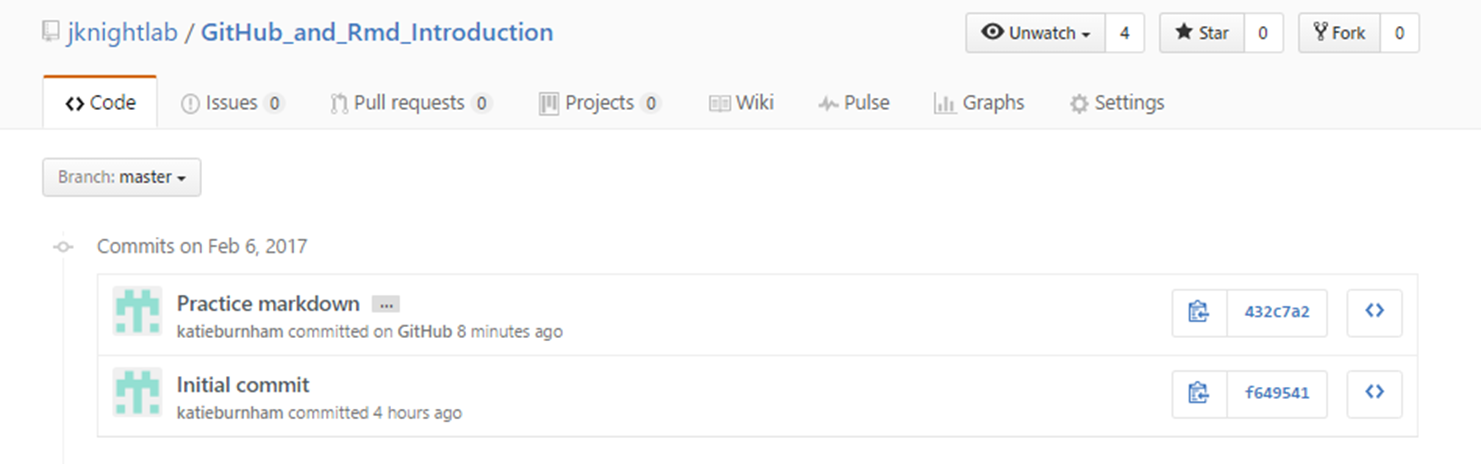 jknightlab / GitHub_and_Rmd_Introduction
Unwatch 4 Star 0 Fork 0
Code Issues 0 Pull requests 0 Projects 0 Wiki Pulse Graphs Settings
Branch: master
Commits on Feb 6, 2017
Practice markdown ...
katieburnham committed on GitHub 8 minutes ago
432c7a2
Initial commit
katieburnham committed 4 hours ago
f649541